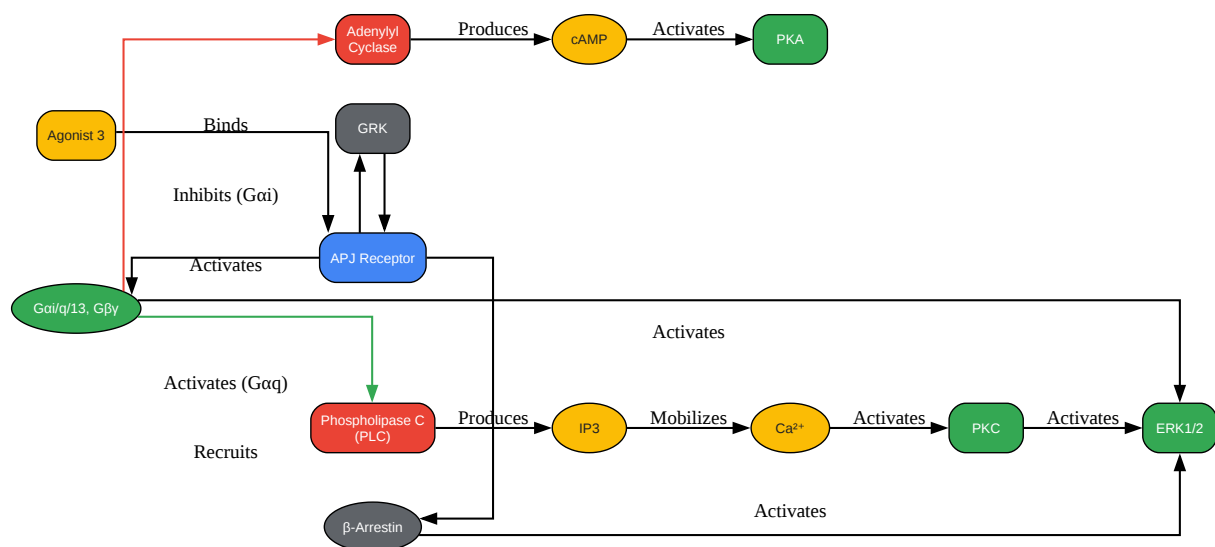 Adenylyl
Cyclase
Produces
cAMP
Activates
PKA
Agonist 3
Binds
GRK
Inhibits (Gαi)
APJ Receptor
Activates
Gαi/q/13, Gβγ
Activates
Activates (Gαq)
Phospholipase C
(PLC)
Produces
IP3
Mobilizes
Ca²⁺
Activates
PKC
Activates
ERK1/2
Recruits
β-Arrestin
Activates